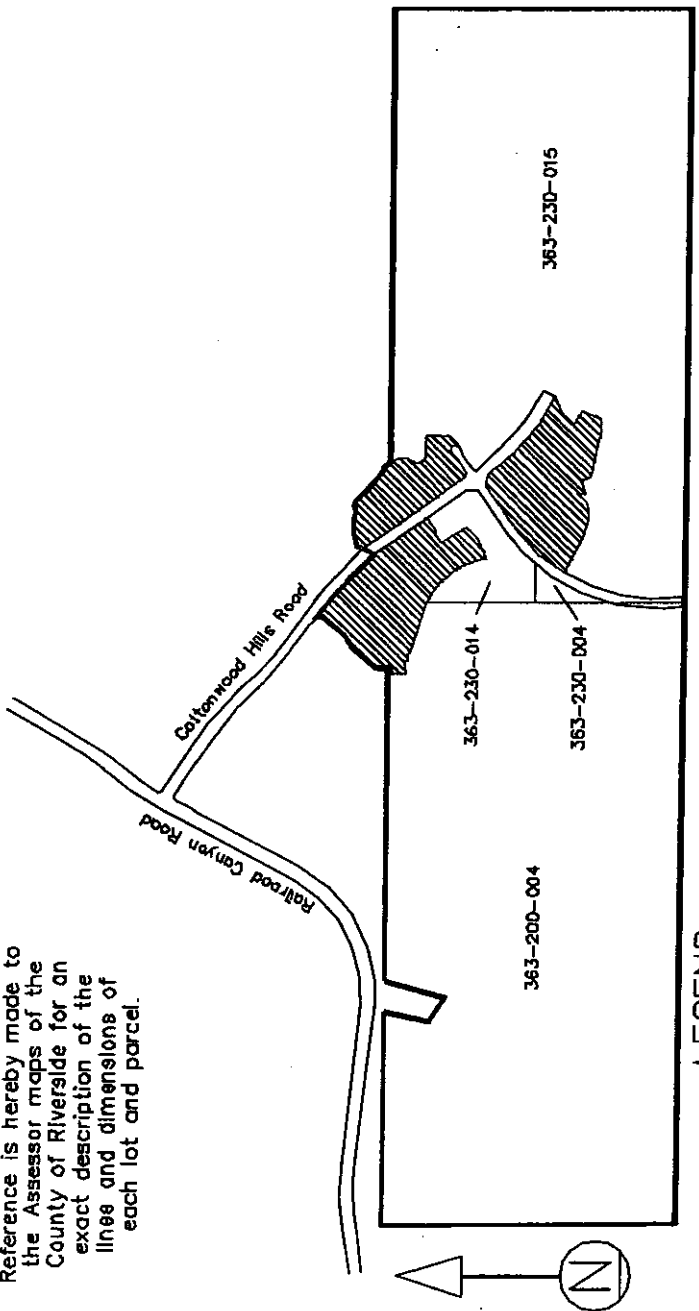 Reference is hereby made to
the Assessor maps of the
County of Riverside for an
exact description of the
lines and dimensions of
each lot and parcel.
Railroad Canyon Road
Cottonwood Hills Road
363-230-015
363-230-014
363-230-004
363-200-004
N